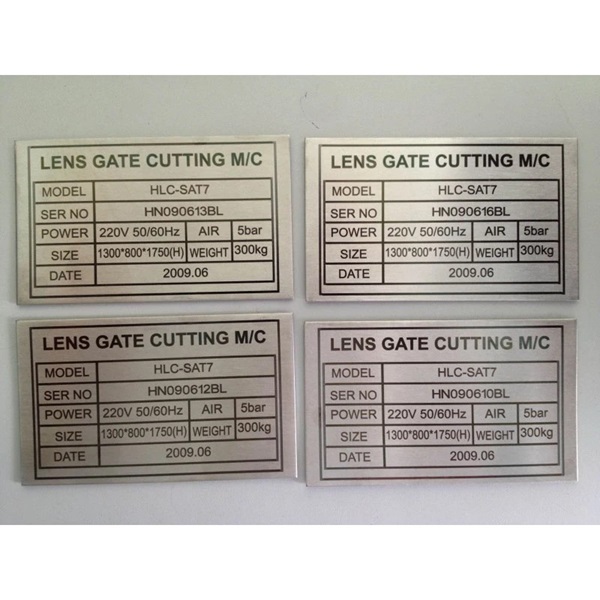 LENS GATE CUTTING M/C
MODEL HLC-SAT7
SER NO HN090613BL
POWER 220V 50/60Hz AIR 5bar
SIZE 1300*800*1750(H) WEIGHT 300kg
DATE 2009.06
LENS GATE CUTTING M/C
MODEL HLC-SAT7
SER NO HN090616BL
POWER 220V 50/60Hz AIR 5bar
SIZE 1300*800*1750(H) WEIGHT 300kg
DATE 2009.06
LENS GATE CUTTING M/C
MODEL HLC-SAT7
SER NO HN090612BL
POWER 220V 50/60Hz AIR 5bar
SIZE 1300*800*1750(H) WEIGHT 300kg
DATE 2009.06
LENS GATE CUTTING M/C
MODEL HLC-SAT7
SER NO HN090610BL
POWER 220V 50/60Hz AIR 5bar
SIZE 1300*800*1750(H) WEIGHT 300kg
DATE 2009.06